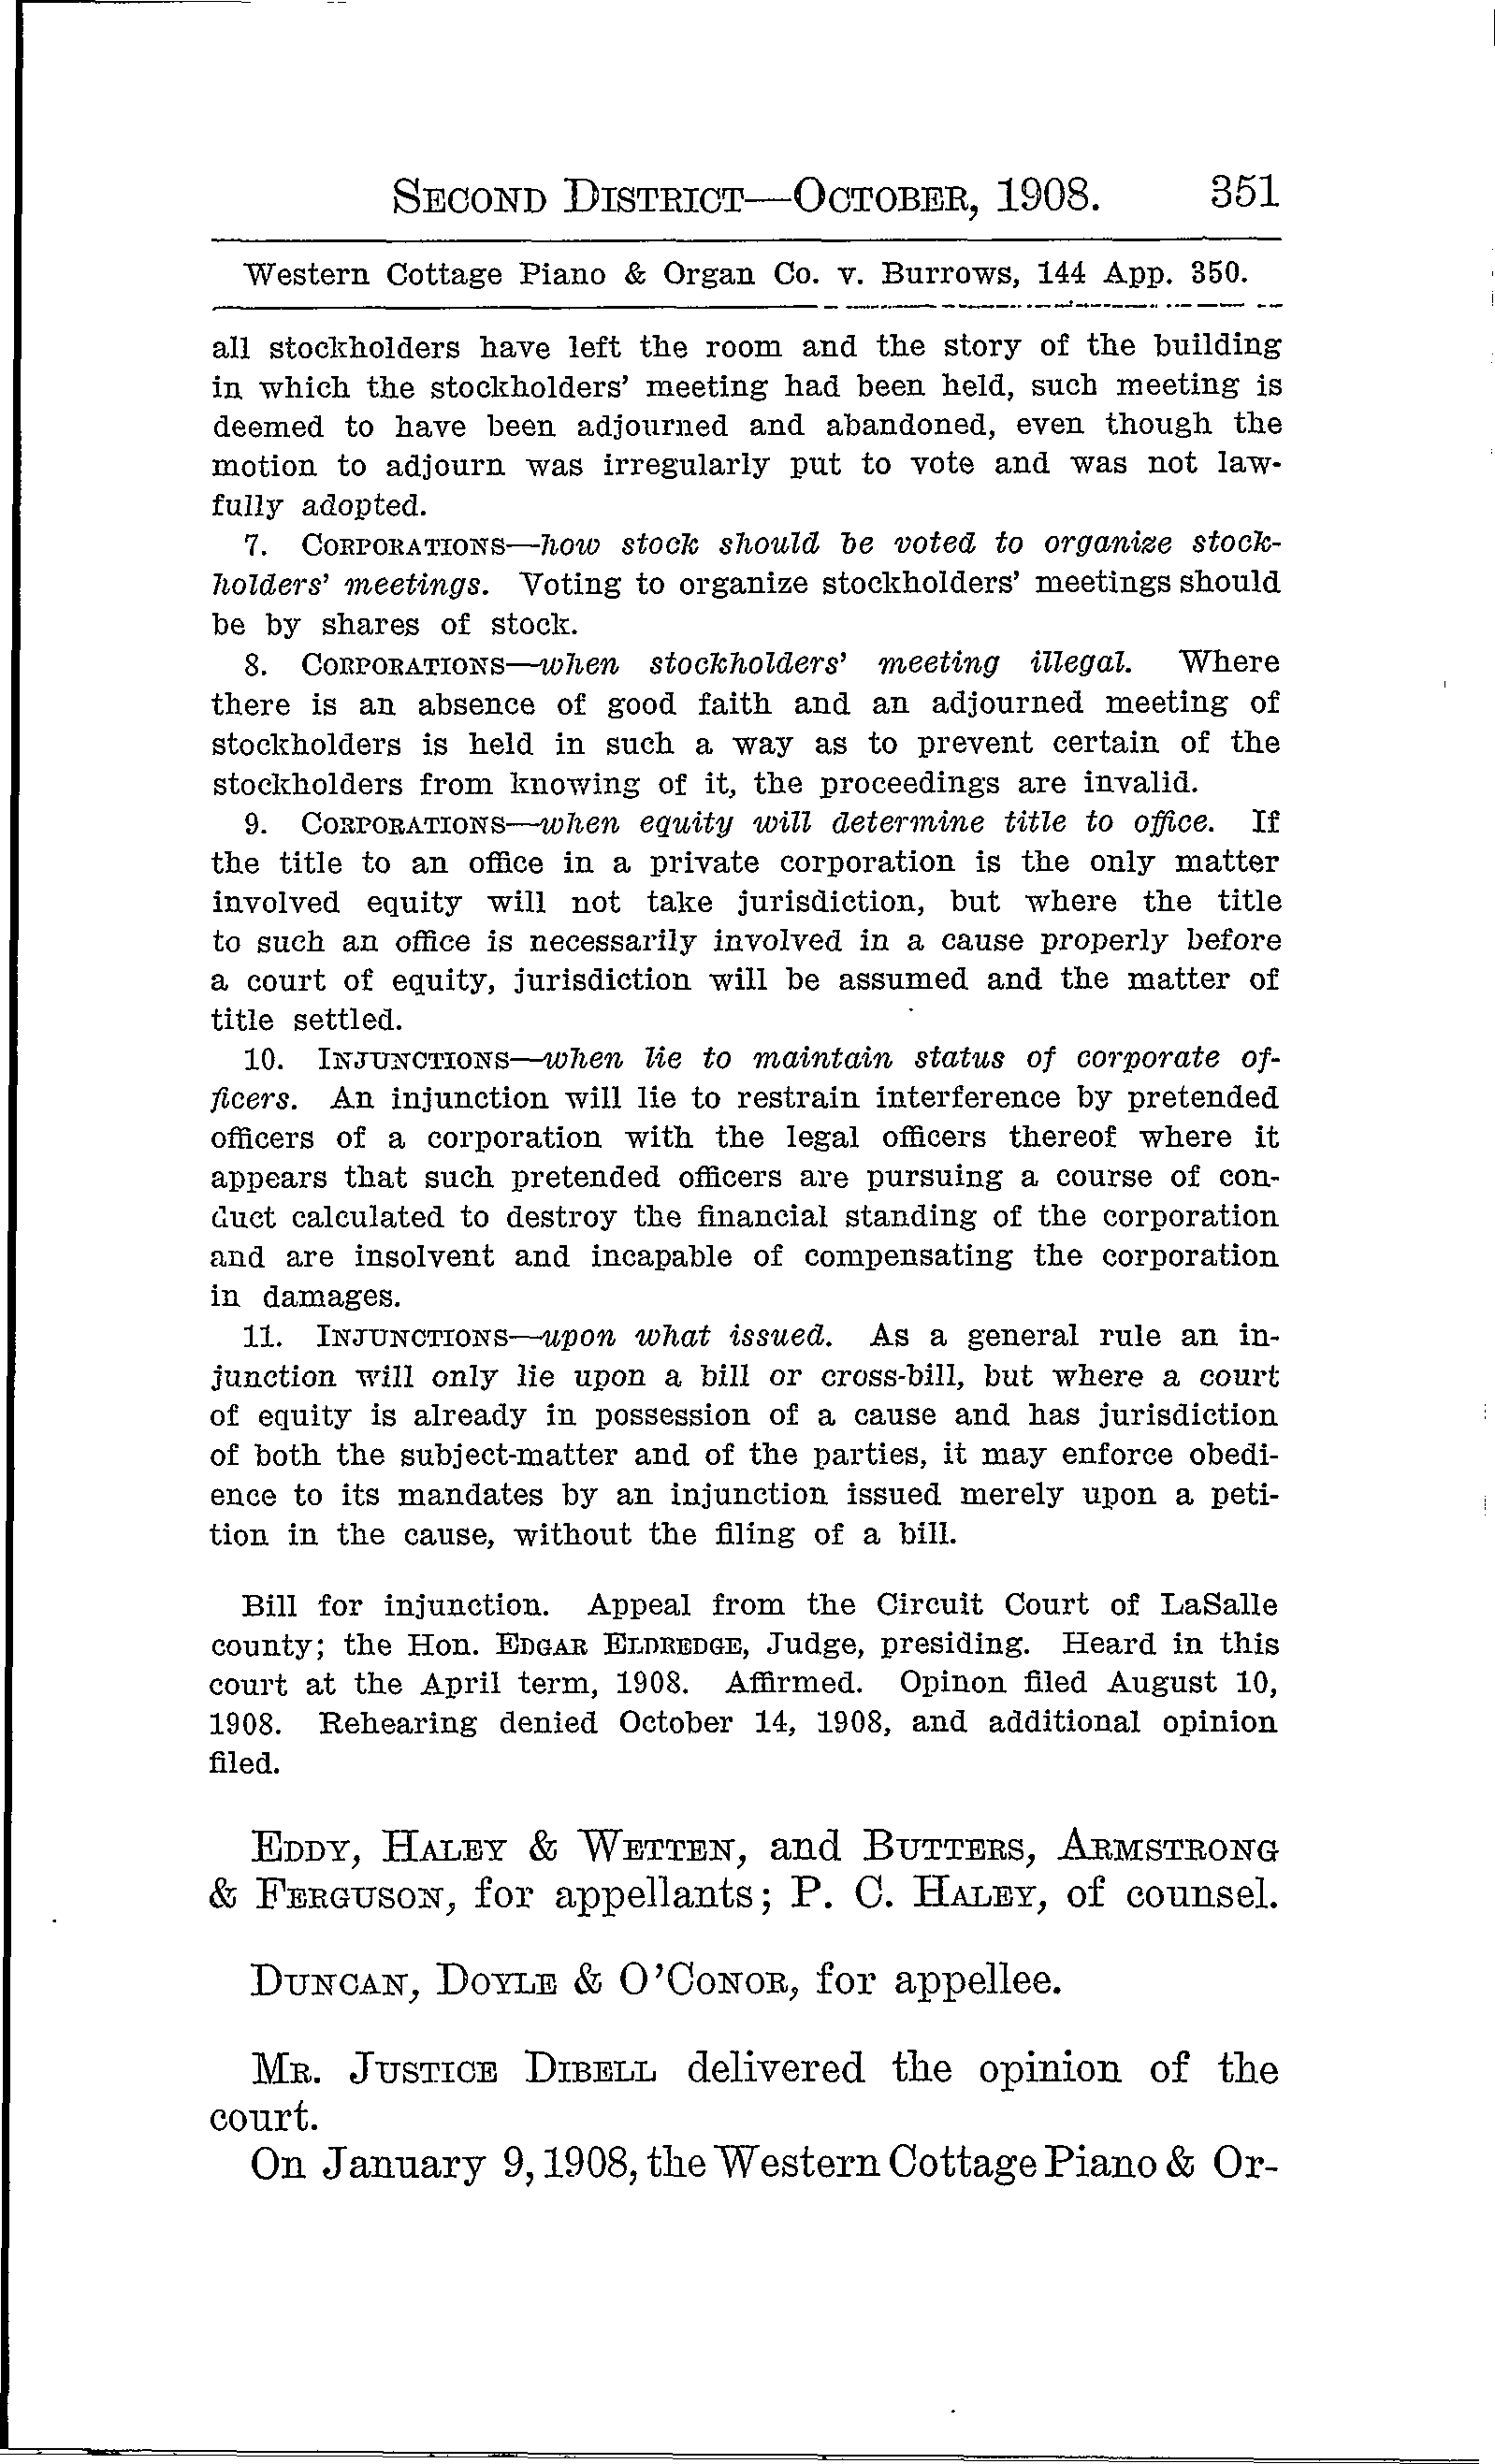 SECOND DISTRICT—OCTOBER, 1908. 351
Western Cottage Piano & Organ Co. v. Burrows, 144 App. 350.
all stockholders have left the room and the story of the building
in which the stockholders' meeting had been held, such meeting is
deemed to have been adjourned and abandoned, even though the
motion to adjourn was irregularly put to vote and was not law-
fully adopted.
7. CORPORATIONS—how stock should be voted to organize stock-
holders' meetings. Voting to organize stockholders' meetings should
be by shares of stock.
8. CORPORATIONS—when stockholders' meeting illegal. Where
there is an absence of good faith and an adjourned meeting of
stockholders is held in such a way as to prevent certain of the
stockholders from knowing of it, the proceedings are invalid.
9. CORPORATIONS—when equity will determine title to office. If
the title to an office in a private corporation is the only matter
involved equity will not take jurisdiction, but where the title
to such an office is necessarily involved in a cause properly before
a court of equity, jurisdiction will be assumed and the matter of
title settled.
10. INJUNCTIONS—when lie to maintain status of corporate of-
ficers. An injunction will lie to restrain interference by pretended
officers of a corporation with the legal officers thereof where it
appears that such pretended officers are pursuing a course of con-
duct calculated to destroy the financial standing of the corporation
and are insolvent and incapable of compensating the corporation
in damages.
11. INJUNCTIONS—upon what issued. As a general rule an in-
junction will only lie upon a bill or cross-bill, but where a court
of equity is already in possession of a cause and has jurisdiction
of both the subject-matter and of the parties, it may enforce obedi-
ence to its mandates by an injunction issued merely upon a peti-
tion in the cause, without the filing of a bill.
Bill for injunction. Appeal from the Circuit Court of LaSalle
county; the Hon. EDGAR ELDREDGE, Judge, presiding. Heard in this
court at the April term, 1908. Affirmed. Opinon filed August 10,
1908. Rehearing denied October 14, 1908, and additional opinion
filed.
EDDY, HALEY & WETTEN, and BUTTERS, ARMSTRONG
& FERGUSON, for appellants; P. C. HALEY, of counsel.
DUNCAN, DOYLE & O'CONOR, for appellee.
MR. JUSTICE DIBELL delivered the opinion of the
court.
On January 9, 1908, the Western Cottage Piano & Or-